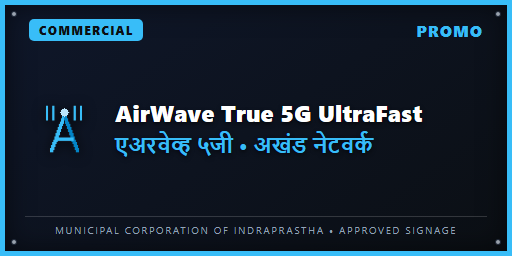 COMMERCIAL
PROMO
AirWave True 5G UltraFast
एअरवेव्ह ५जी • अखंड नेटवर्क
MUNICIPAL CORPORATION OF INDRAPRASTHA • APPROVED SIGNAGE